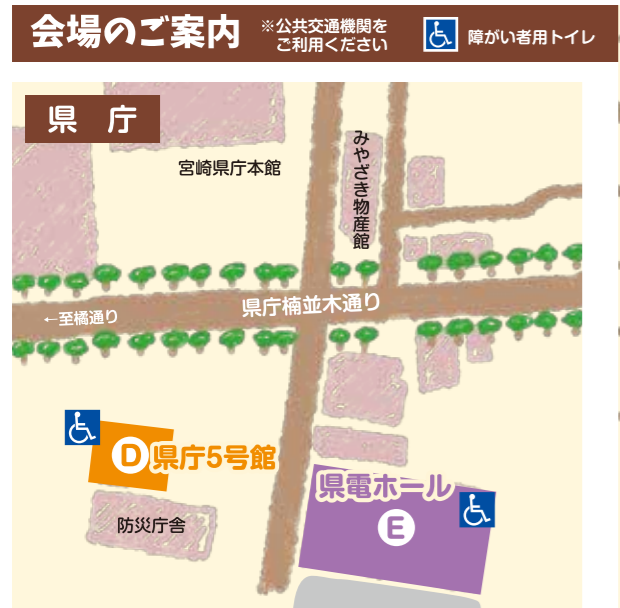 会場のご案内
※公共交通機関を
ご利用ください
障がい者用トイレ
県 庁
宮崎県庁本館
みやざき物産館
県庁楠並木通り
←至橘通り
D 県庁5号館
防災庁舎
県電ホール
E